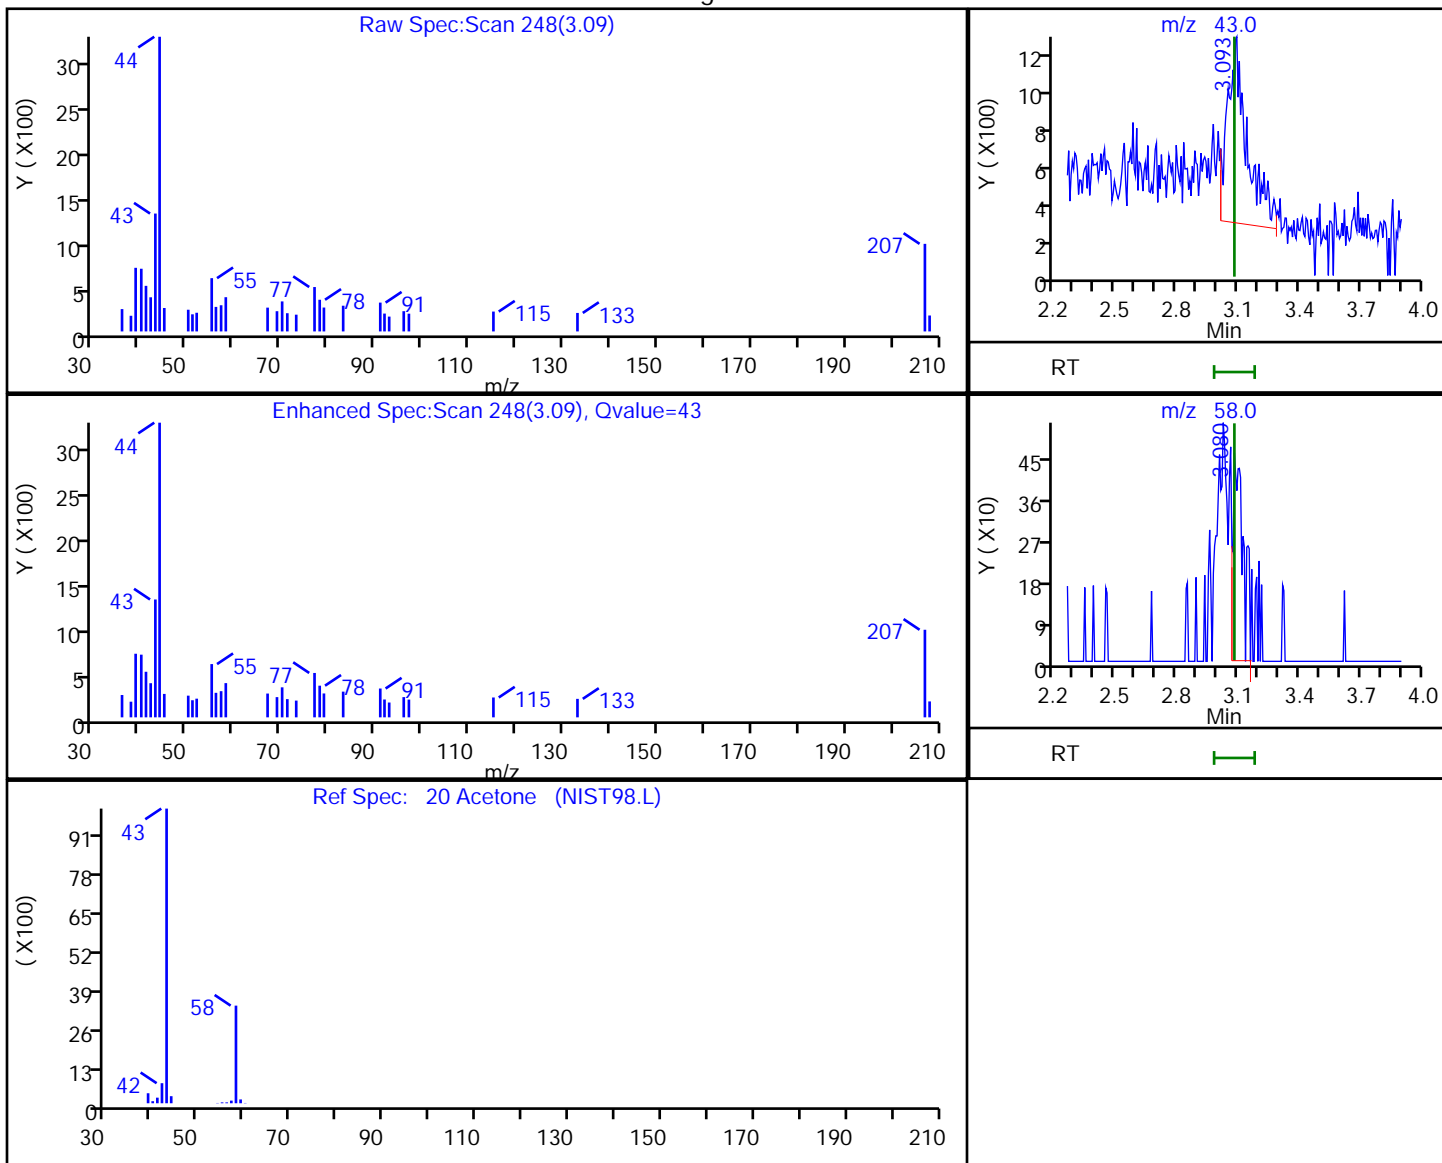 Raw Spec:Scan 248(3.09)
Y ( X100)
30
25
20
15
10
5
0
44
43
55
77
78
91
115
133
207
30 50 70 90 110 130 150 170 190 210
m/z
m/z 43.0
Y ( X100)
12
10
8
6
4
2
0
3.093
2.2 2.5 2.8 3.1 3.4 3.7 4.0
Min
RT
Enhanced Spec:Scan 248(3.09), Qvalue=43
Y ( X100)
30
25
20
15
10
5
0
44
43
55
77
78
91
115
133
207
30 50 70 90 110 130 150 170 190 210
m/z
m/z 58.0
Y ( X10)
45
36
27
18
9
0
3.080
2.2 2.5 2.8 3.1 3.4 3.7 4.0
Min
RT
Ref Spec: 20 Acetone (NIST98.L)
( X100)
91
78
65
52
39
26
13
0
43
58
42
30 50 70 90 110 130 150 170 190 210